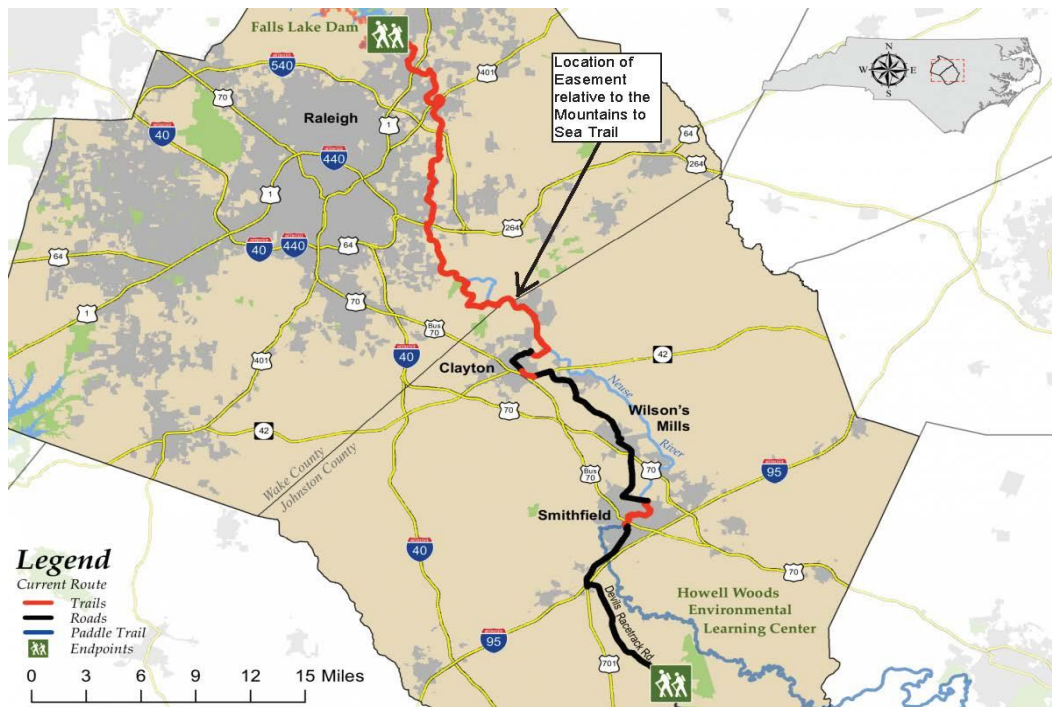 Falls Lake Dam
Location of
Easement
relative to the
Mountains to
Sea Trail
N
W
E
S
540
401
70
Raleigh
1
40
440
64
264
1
264
40
440
64
64
70
1
Bus
70
401
40
Clayton
42
Neuse
River
Wilson's
Mills
70
42
Wake County
Johnston County
70
Bus
70
95
Smithfield
40
70
Howell Woods
Environmental
Learning Center
Devils Racetrack Rd
95
701
Legend
Current Route
Trails
Roads
Paddle Trail
Endpoints
0 3 6 9 12 15 Miles